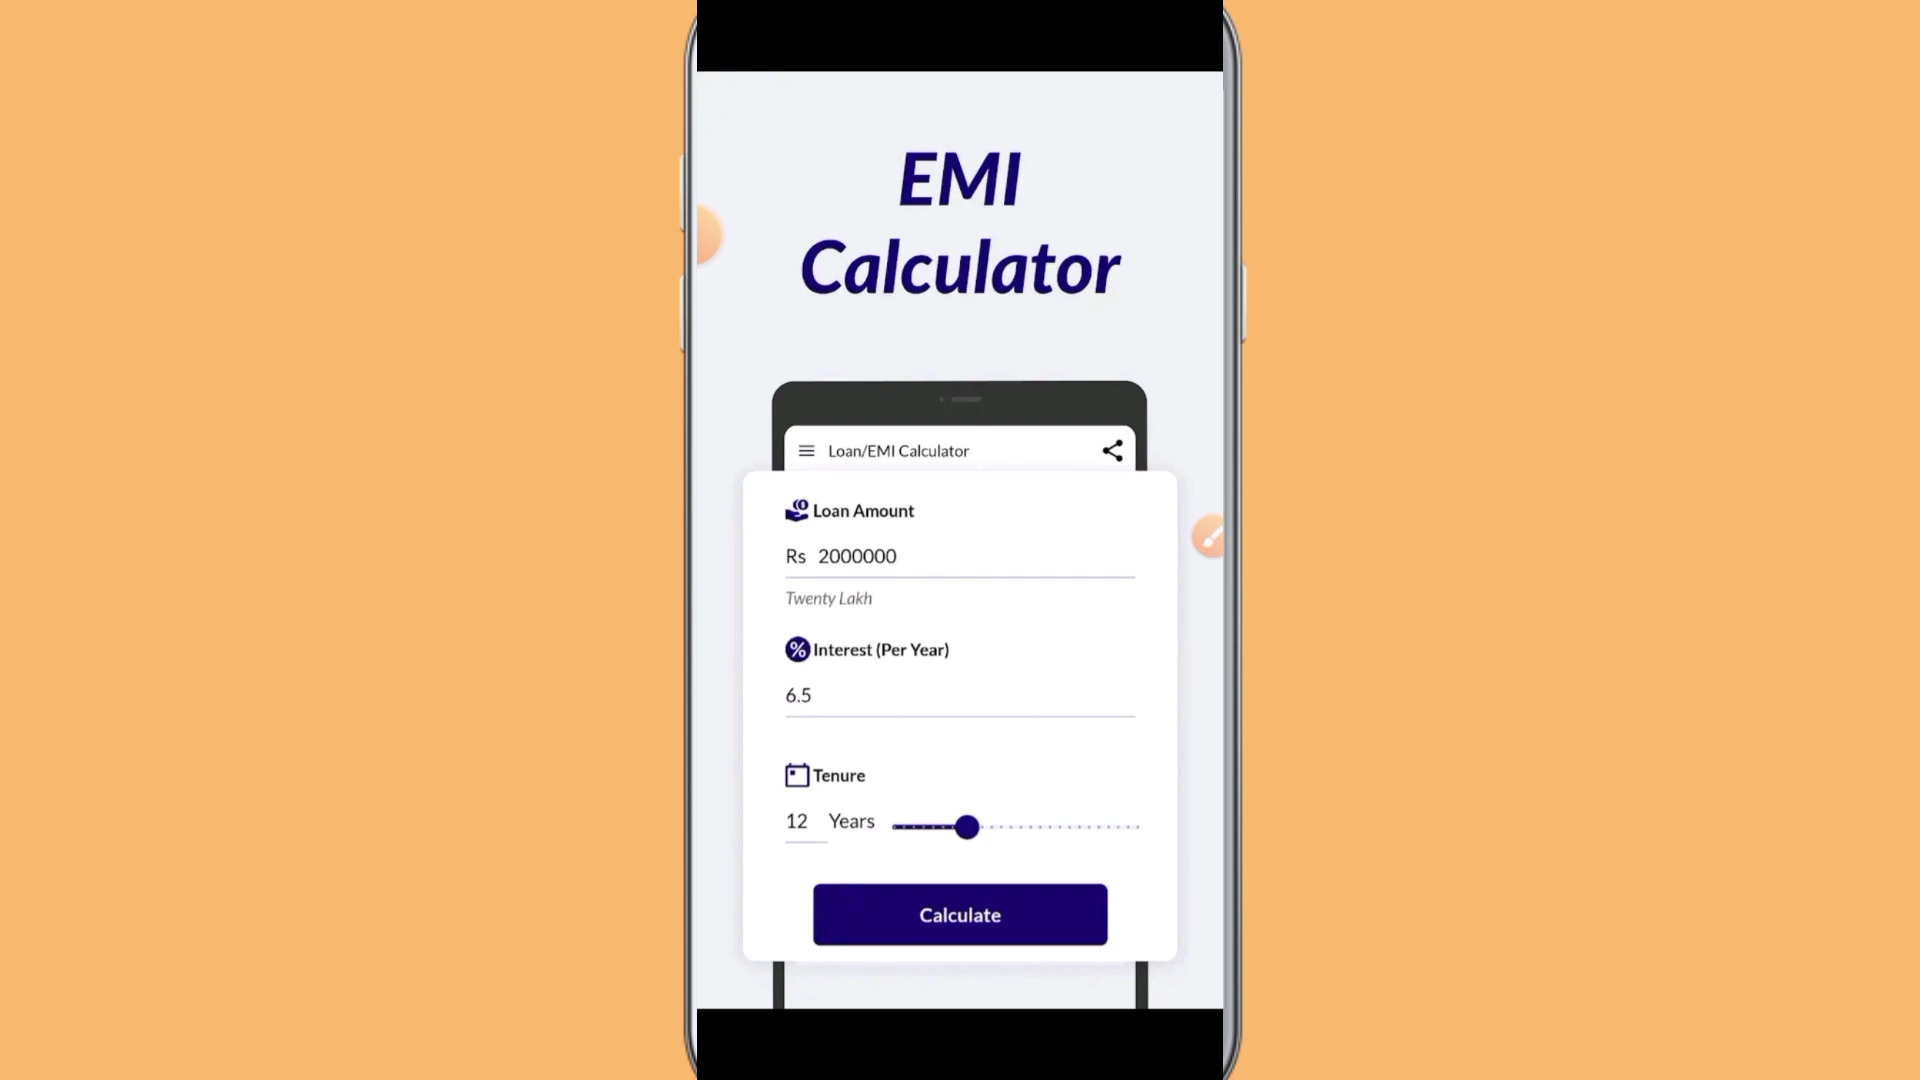 EMI
Calculator
Loan/EMI Calculator
Loan Amount
Rs 2000000
Twenty Lakh
% Interest (Per Year)
6.5
Tenure
12 Years
Calculate